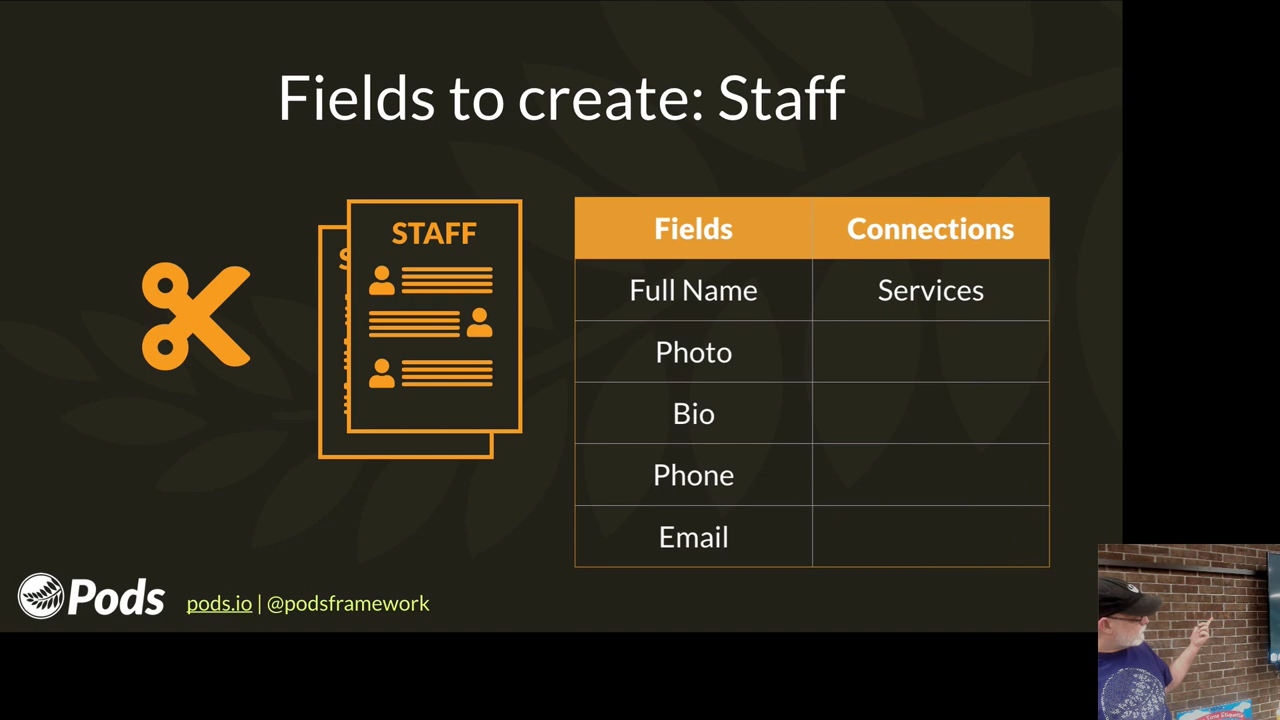 Fields to create: Staff
STAFF
Fields Connections
Full Name Services
Photo
Bio
Phone
Email
Pods pods.io | @podsframework